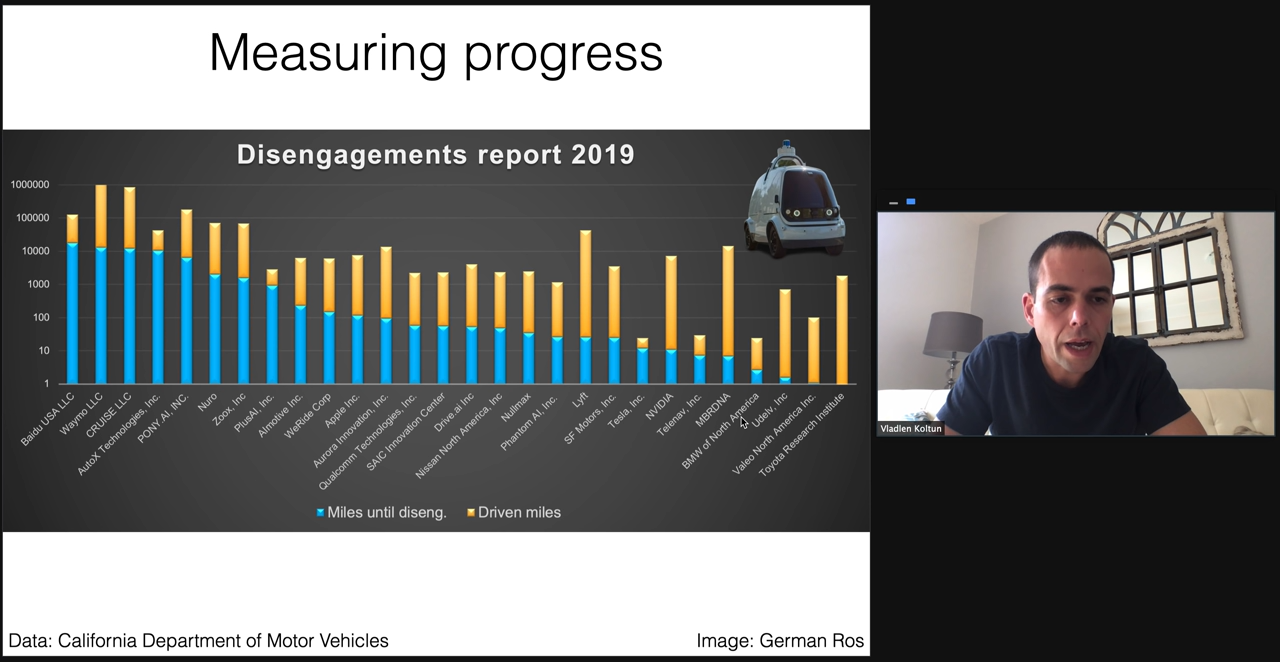 Measuring progress
Disengagements report 2019
1000000
100000
10000
1000
100
10
1
Baidu USA LLC
Waymo LLC
CRUISE LLC
AutoX Technologies, Inc.
PONY AI, INC.
Nuro
Zoox, Inc
PlusAI, Inc.
AImotive Inc.
WeRide Corp
Apple Inc.
Aurora Innovation, Inc.
Qualcomm Technologies, Inc.
SAIC Innovation Center
Drive.ai Inc
Nissan North America, Inc
Nullmax
Phantom AI, Inc.
Lyft
SF Motors, Inc.
Tesla, Inc.
NVIDIA
Telenav, Inc.
MBRDNA
BMW of North America
Udelv, Inc
Valeo North America Inc.
Toyota Research Institute
Miles until diseng.
Driven miles
Vladlen Koltun
Data: California Department of Motor Vehicles
Image: German Ros